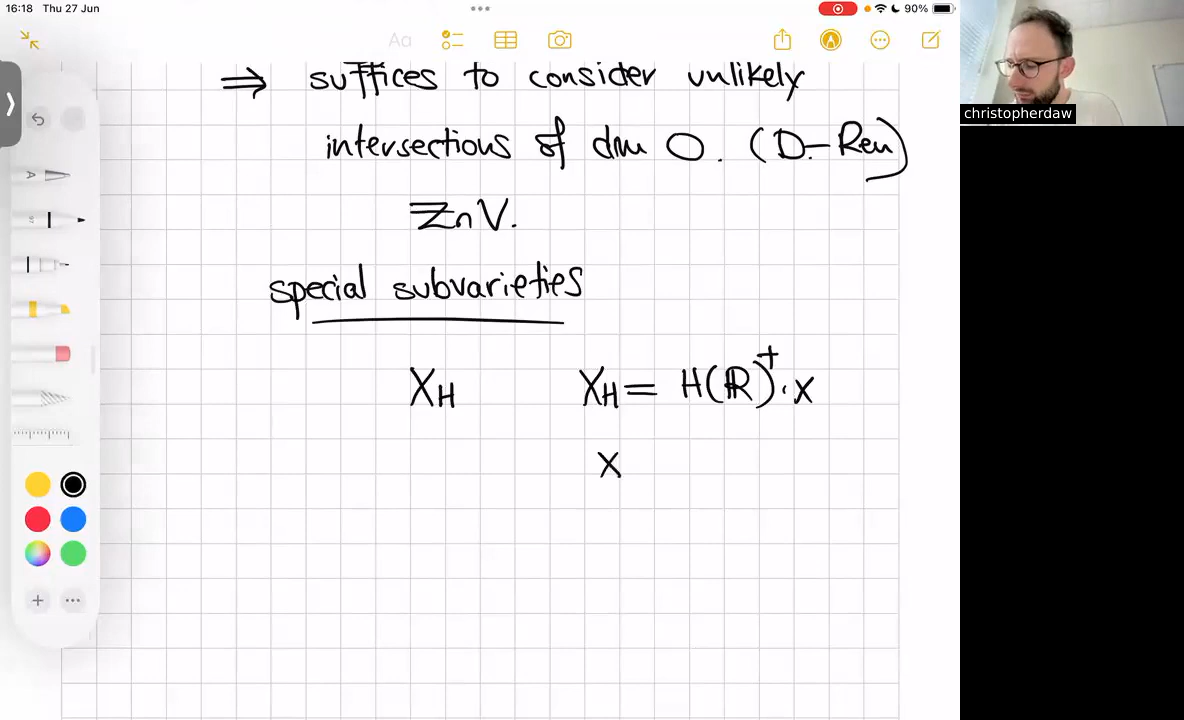 16:18 Thu 27 Jun
90%
Aa
christopherdaw
⇒ suffices to consider unlikely
intersections of dim 0. (D.-Ren)
Z∩V.
special subvarieties
X_H X_H = H(ℝ)⁺·x
x
A